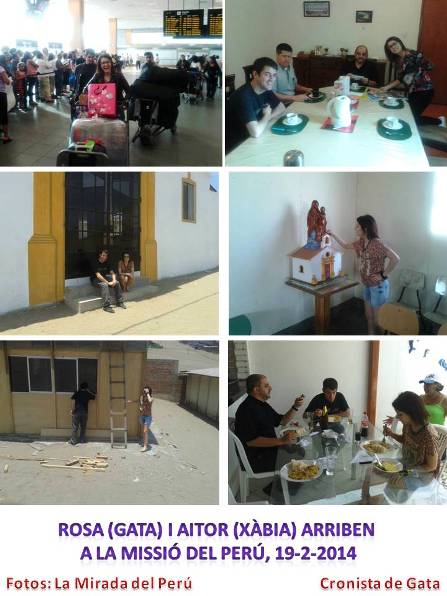 ROSA (GATA) I AITOR (XÀBIA) ARRIBEN
A LA MISSIÓ DEL PERÚ, 19-2-2014
Fotos: La Mirada del Perú
Cronista de Gata